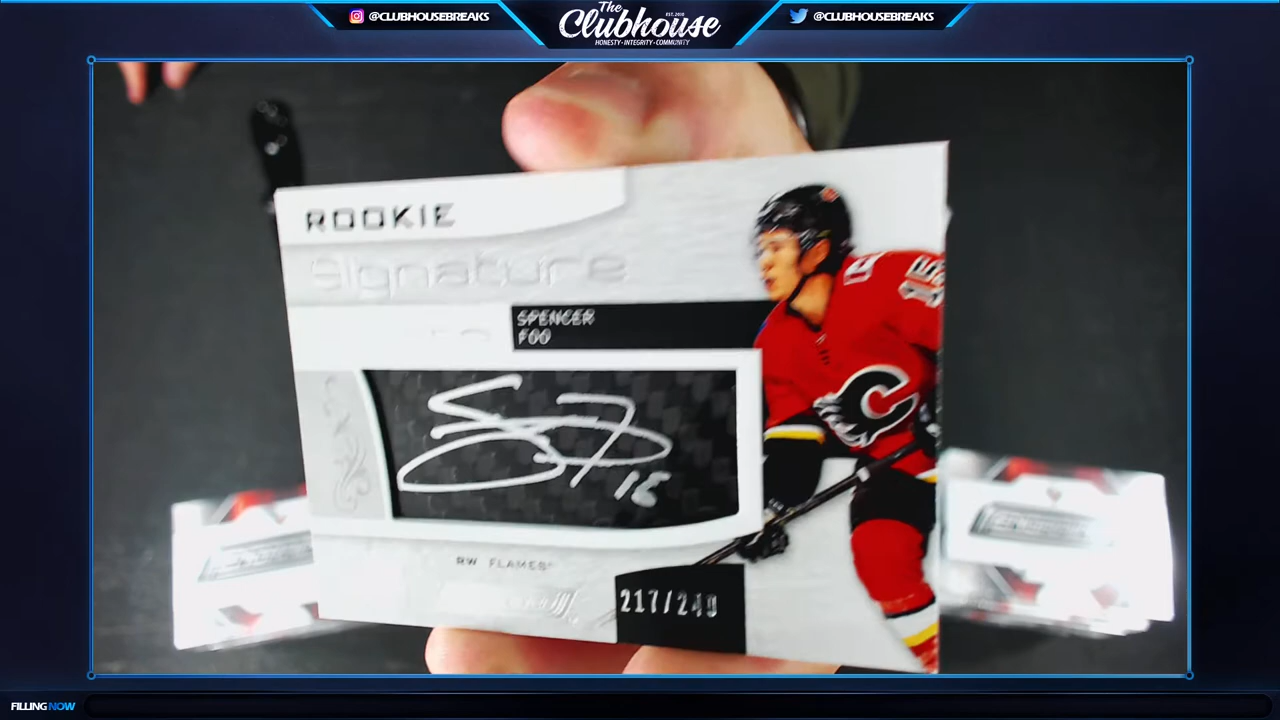 @CLUBHOUSEBREAKS
The
Clubhouse
EST. 2018
HONESTY • INTEGRITY • COMMUNITY
@CLUBHOUSEBREAKS
ROOKIE
Signature
SPENCER
FOO
15
C
RW FLAMES
217/249
FILLING NOW